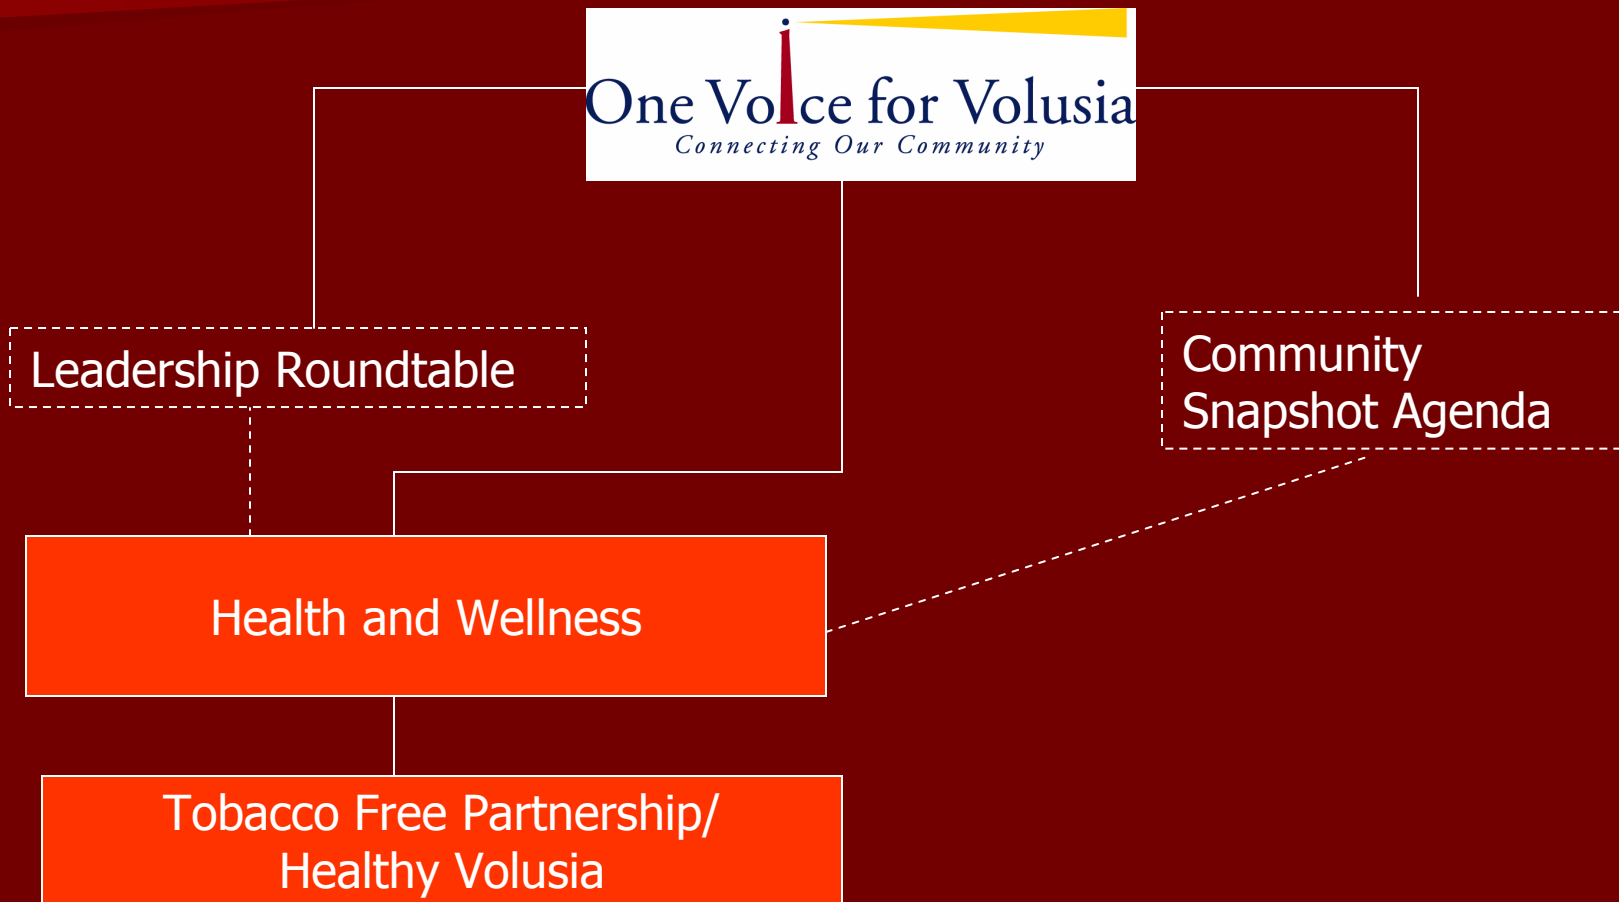 One Voice for Volusia
Connecting Our Community
Leadership Roundtable
Community
Snapshot Agenda
Health and Wellness
Tobacco Free Partnership/
Healthy Volusia